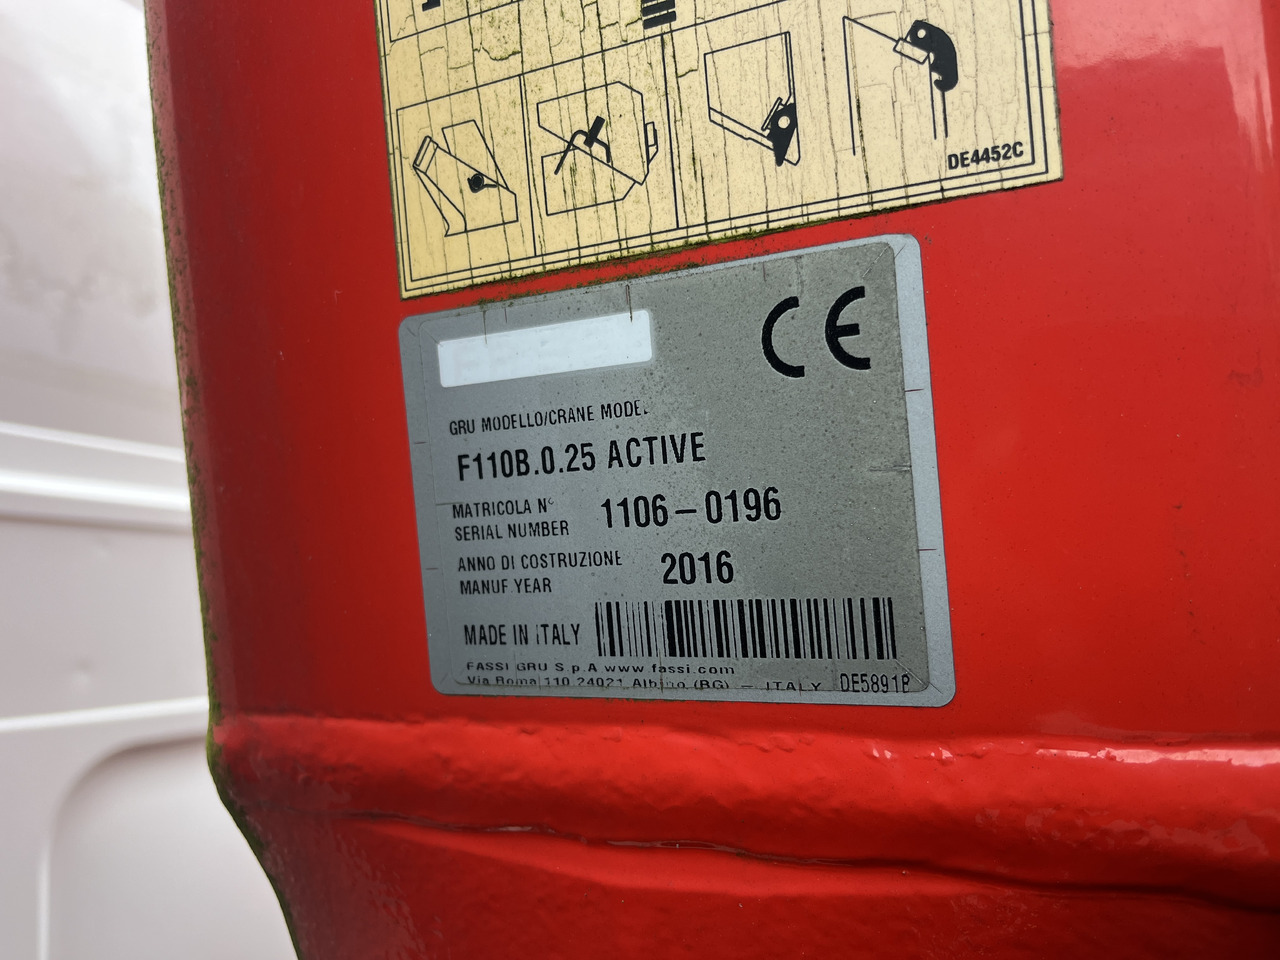 DE4452C
CE
GRU MODELLO/CRANE MODEL
F110B.0.25 ACTIVE
MATRICOLA N° 1106-0196
SERIAL NUMBER
ANNO DI COSTRUZIONE 2016
MANUF. YEAR
MADE IN ITALY
FASSI GRU S.p.A www.fassi.com
Via Roma 110 24021 Albino (BG) - ITALY DE5891B